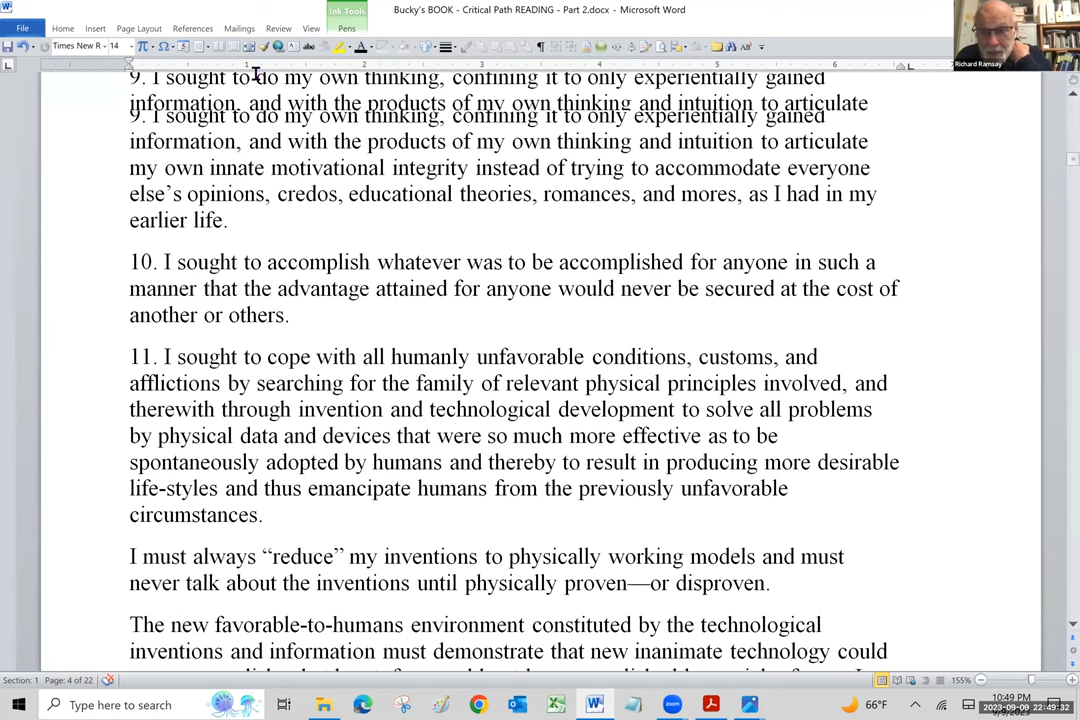 Bucky's BOOK - Critical Path READING - Part 2.docx - Microsoft Word
Ink Tools
File Home Insert Page Layout References Mailings Review View Pens
Times New R 14
Richard Ramsay
1 2 3 4 5 6
9. I sought to do my own thinking, confining it to only experientially gained
information, and with the products of my own thinking and intuition to articulate
9. I sought to do my own thinking, confining it to only experientially gained
information, and with the products of my own thinking and intuition to articulate
my own innate motivational integrity instead of trying to accommodate everyone
else's opinions, credos, educational theories, romances, and mores, as I had in my
earlier life.
10. I sought to accomplish whatever was to be accomplished for anyone in such a
manner that the advantage attained for anyone would never be secured at the cost of
another or others.
11. I sought to cope with all humanly unfavorable conditions, customs, and
afflictions by searching for the family of relevant physical principles involved, and
therewith through invention and technological development to solve all problems
by physical data and devices that were so much more effective as to be
spontaneously adopted by humans and thereby to result in producing more desirable
life-styles and thus emancipate humans from the previously unfavorable
circumstances.
I must always “reduce” my inventions to physically working models and must
never talk about the inventions until physically proven—or disproven.
The new favorable-to-humans environment constituted by the technological
inventions and information must demonstrate that new inanimate technology could
Section: 1 Page: 4 of 22 155%
Type here to search
zoom
66°F
10:49 PM
2023-09-09 22:49:32